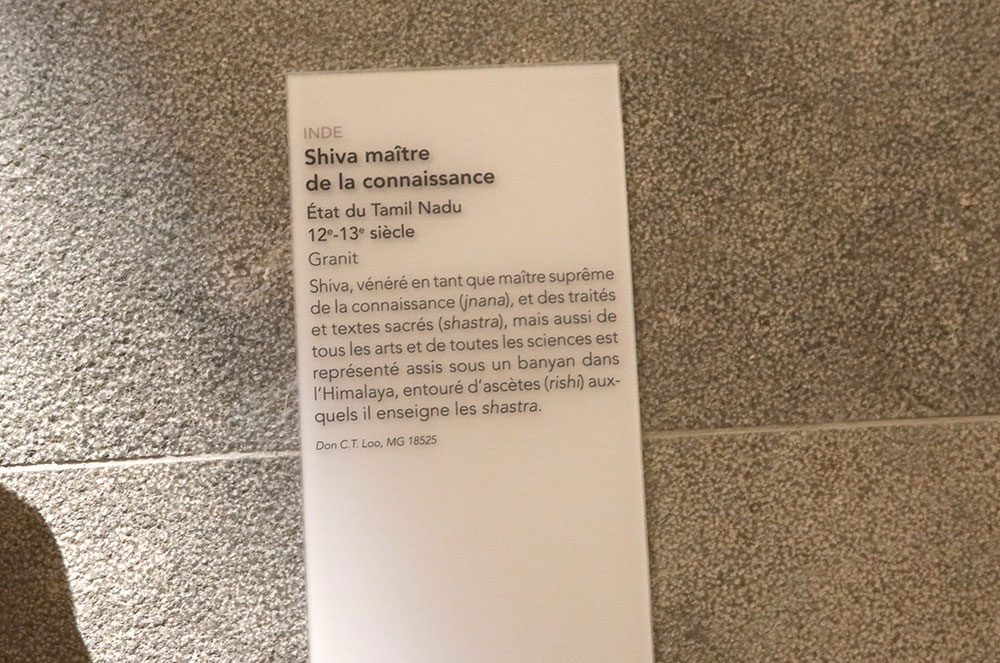 INDE
Shiva maître
de la connaissance
État du Tamil Nadu
12e-13e siècle
Granit
Shiva, vénéré en tant que maître suprême
de la connaissance (jnana), et des traités
et textes sacrés (shastra), mais aussi de
tous les arts et de toutes les sciences est
représenté assis sous un banyan dans
l'Himalaya, entouré d'ascètes (rishi) aux-
quels il enseigne les shastra.
Don C.T. Loo, MG 18525